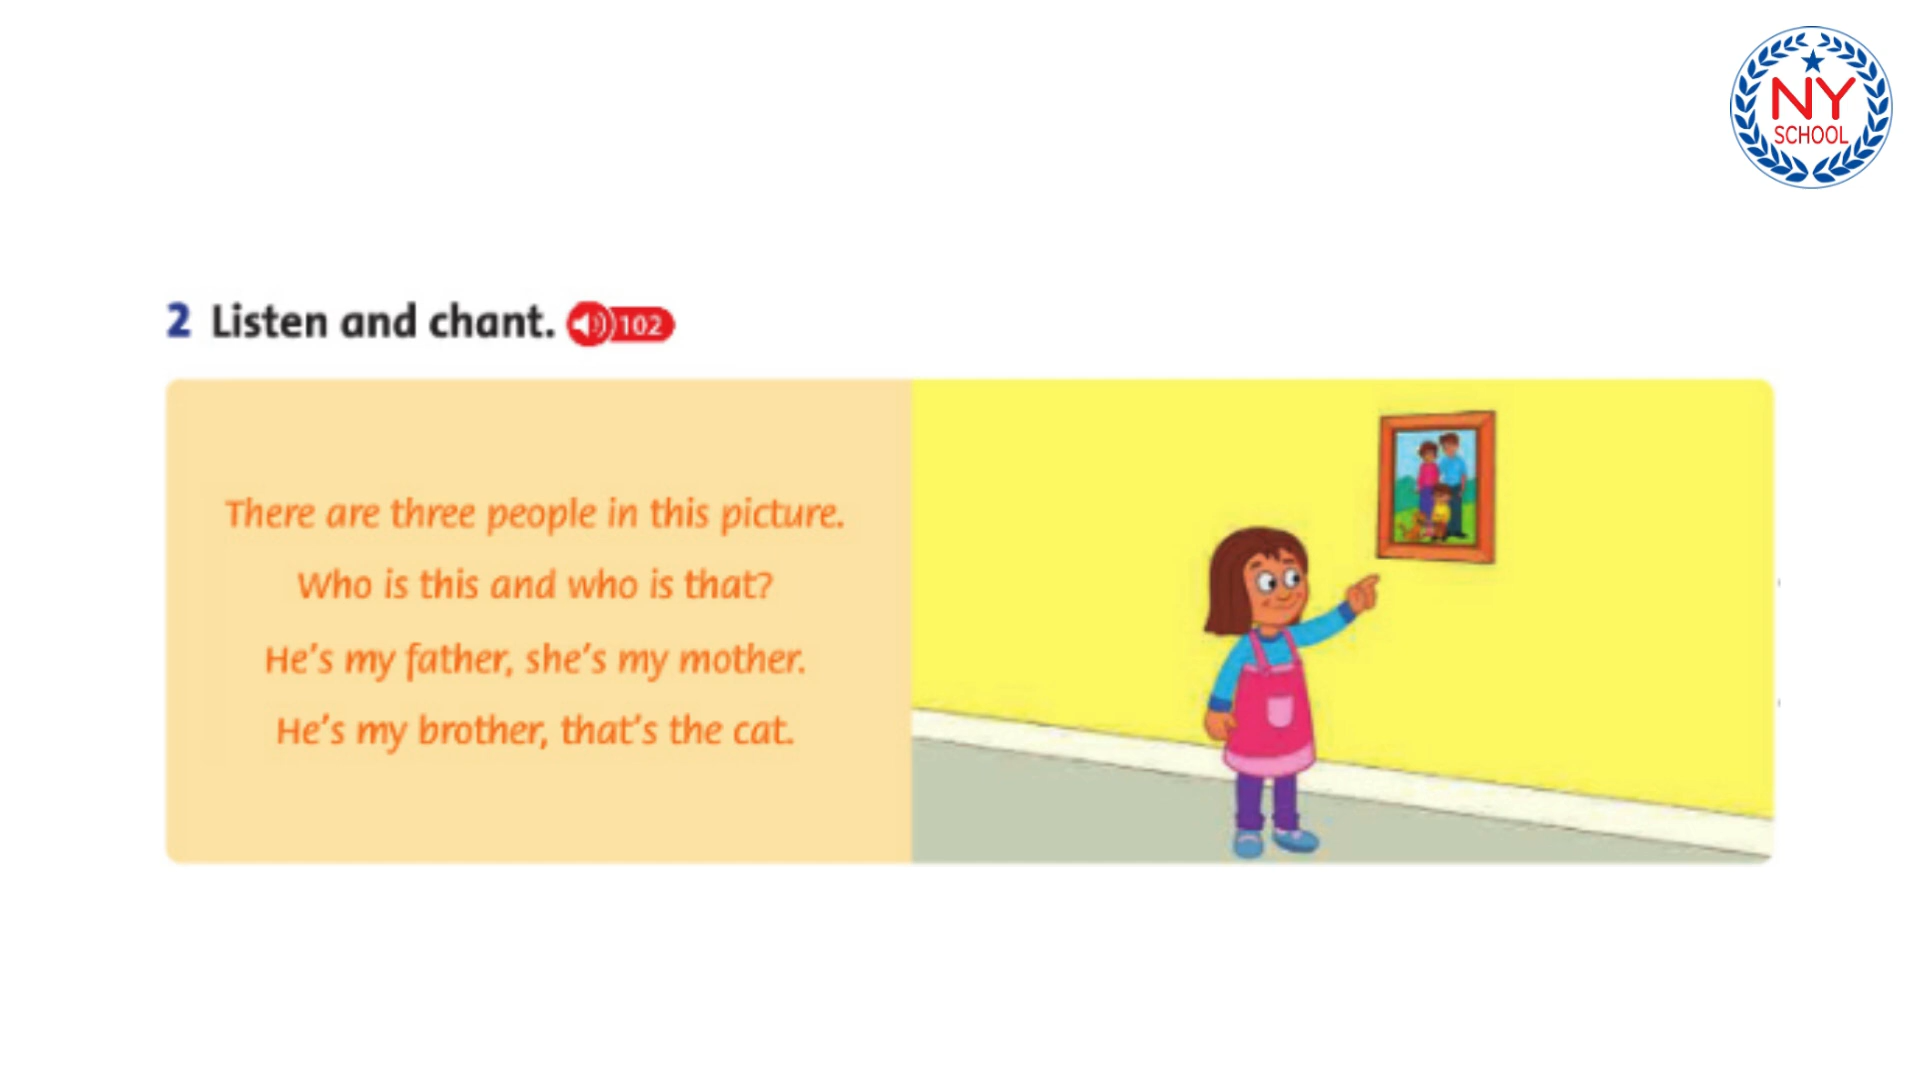 NY
SCHOOL
2 Listen and chant. 102
There are three people in this picture.
Who is this and who is that?
He's my father, she's my mother.
He's my brother, that's the cat.